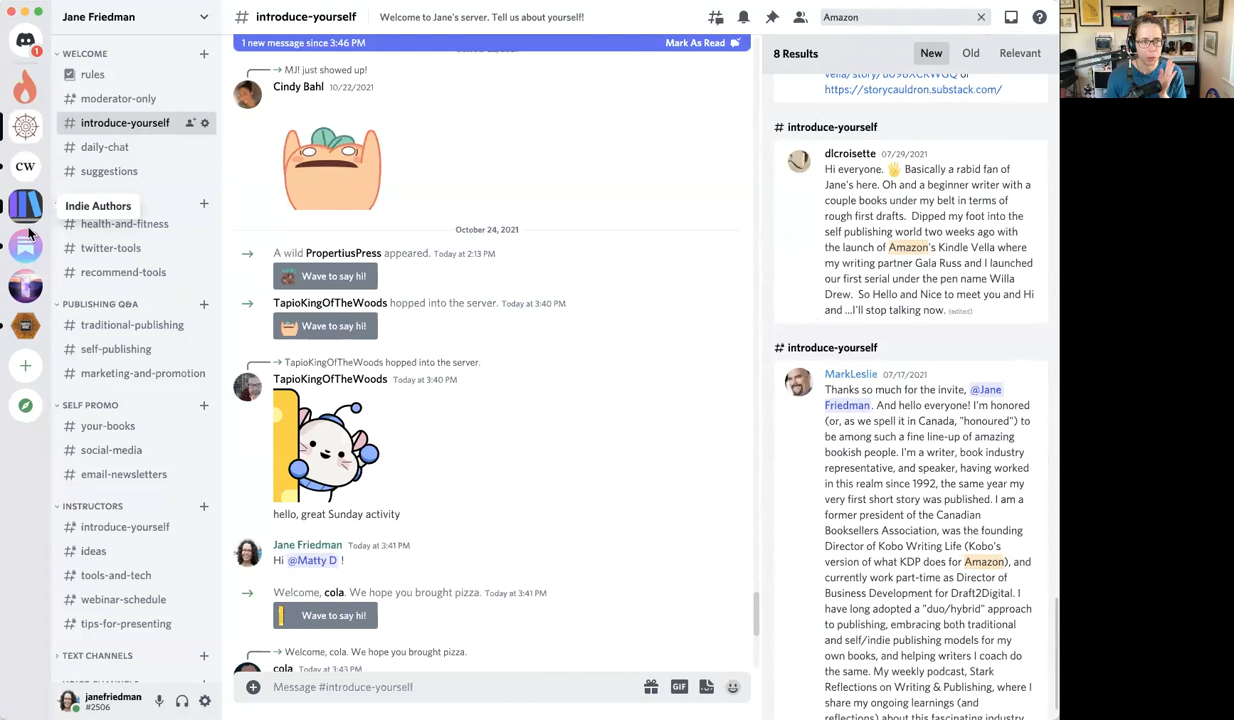 Jane Friedman
introduce-yourself
Welcome to Jane's server. Tell us about yourself!
Amazon
1
1 new message since 3:46 PM
Mark As Read
WELCOME
rules
moderator-only
introduce-yourself
daily-chat
suggestions
CW
Indie Authors
health-and-fitness
twitter-tools
recommend-tools
PUBLISHING Q&A
traditional-publishing
self-publishing
marketing-and-promotion
SELF PROMO
your-books
social-media
email-newsletters
INSTRUCTORS
introduce-yourself
ideas
tools-and-tech
webinar-schedule
tips-for-presenting
TEXT CHANNELS
janefriedman
#2506
MJ! just showed up!
Cindy Bahl 10/22/2021
October 24, 2021
A wild PropertiusPress appeared. Today at 2:13 PM
Wave to say hi!
TapioKingOfTheWoods hopped into the server. Today at 3:40 PM
Wave to say hi!
TapioKingOfTheWoods hopped into the server.
TapioKingOfTheWoods Today at 3:40 PM
hello, great Sunday activity
Jane Friedman Today at 3:41 PM
Hi @Matty D !
Welcome, cola. We hope you brought pizza. Today at 3:41 PM
Wave to say hi!
Welcome, cola. We hope you brought pizza.
cola Today at 3:43 PM
Message #introduce-yourself
GIF
8 Results
New
Old
Relevant
https://storycauldron.substack.com/
introduce-yourself
dlcroisette 07/29/2021
Hi everyone. 👋 Basically a rabid fan of
Jane's here. Oh and a beginner writer with a
couple books under my belt in terms of
rough first drafts. Dipped my foot into the
self publishing world two weeks ago with
the launch of Amazon's Kindle Vella where
my writing partner Gala Russ and I launched
our first serial under the pen name Willa
Drew. So Hello and Nice to meet you and Hi
and ...I'll stop talking now. (edited)
introduce-yourself
MarkLeslie 07/17/2021
Thanks so much for the invite, @Jane
Friedman. And hello everyone! I'm honored
(or, as we spell it in Canada, "honoured") to
be among such a fine line-up of amazing
bookish people. I'm a writer, book industry
representative, and speaker, having worked
in this realm since 1992, the same year my
very first short story was published. I am a
former president of the Canadian
Booksellers Association, was the founding
Director of Kobo Writing Life (Kobo's
version of what KDP does for Amazon), and
currently work part-time as Director of
Business Development for Draft2Digital. I
have long adopted a "duo/hybrid" approach
to publishing, embracing both traditional
and self/indie publishing models for my
own books, and helping writers I coach do
the same. My weekly podcast, Stark
Reflections on Writing & Publishing, where I
share my ongoing learnings (and
reflections) about this fascinating industry